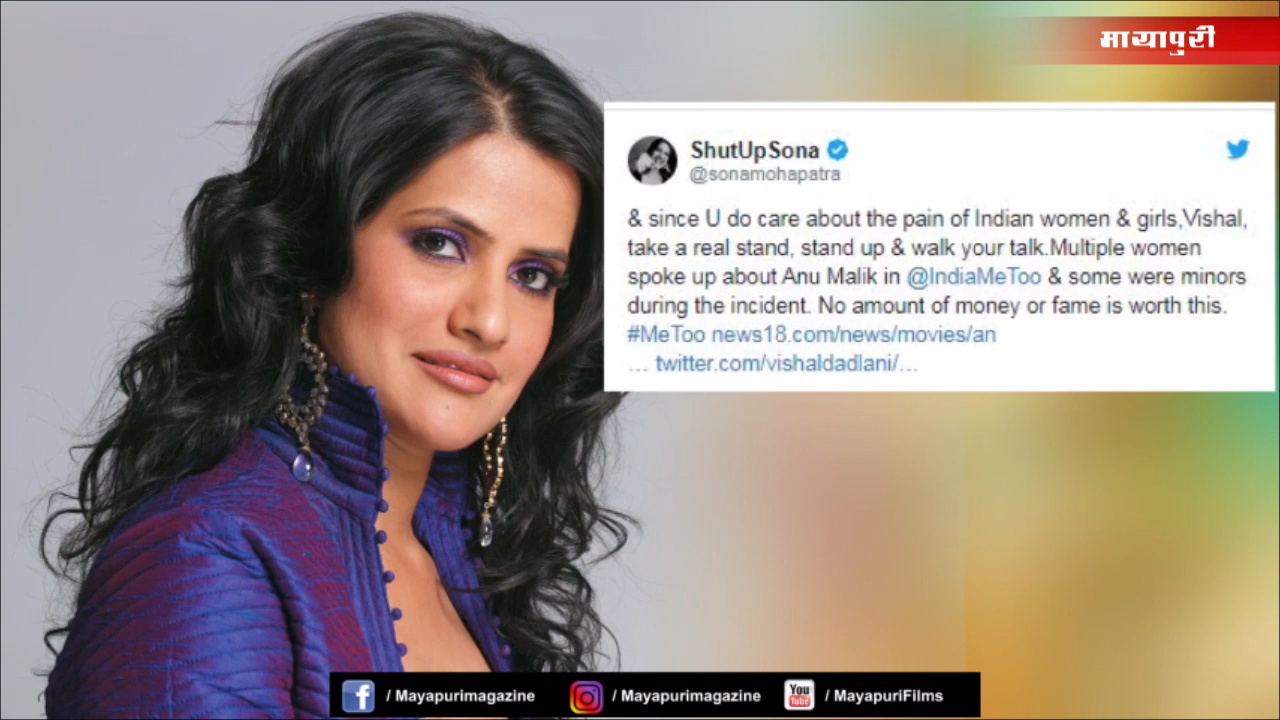 मायापुरी
ShutUpSona
@sonamohapatra
& since U do care about the pain of Indian women & girls,Vishal,
take a real stand, stand up & walk your talk.Multiple women
spoke up about Anu Malik in @IndiaMeToo & some were minors
during the incident. No amount of money or fame is worth this.
#MeToo news18.com/news/movies/an
… twitter.com/vishaldadlani/…
/ Mayapurimagazine / Mayapurimagazine You Tube / MayapuriFilms